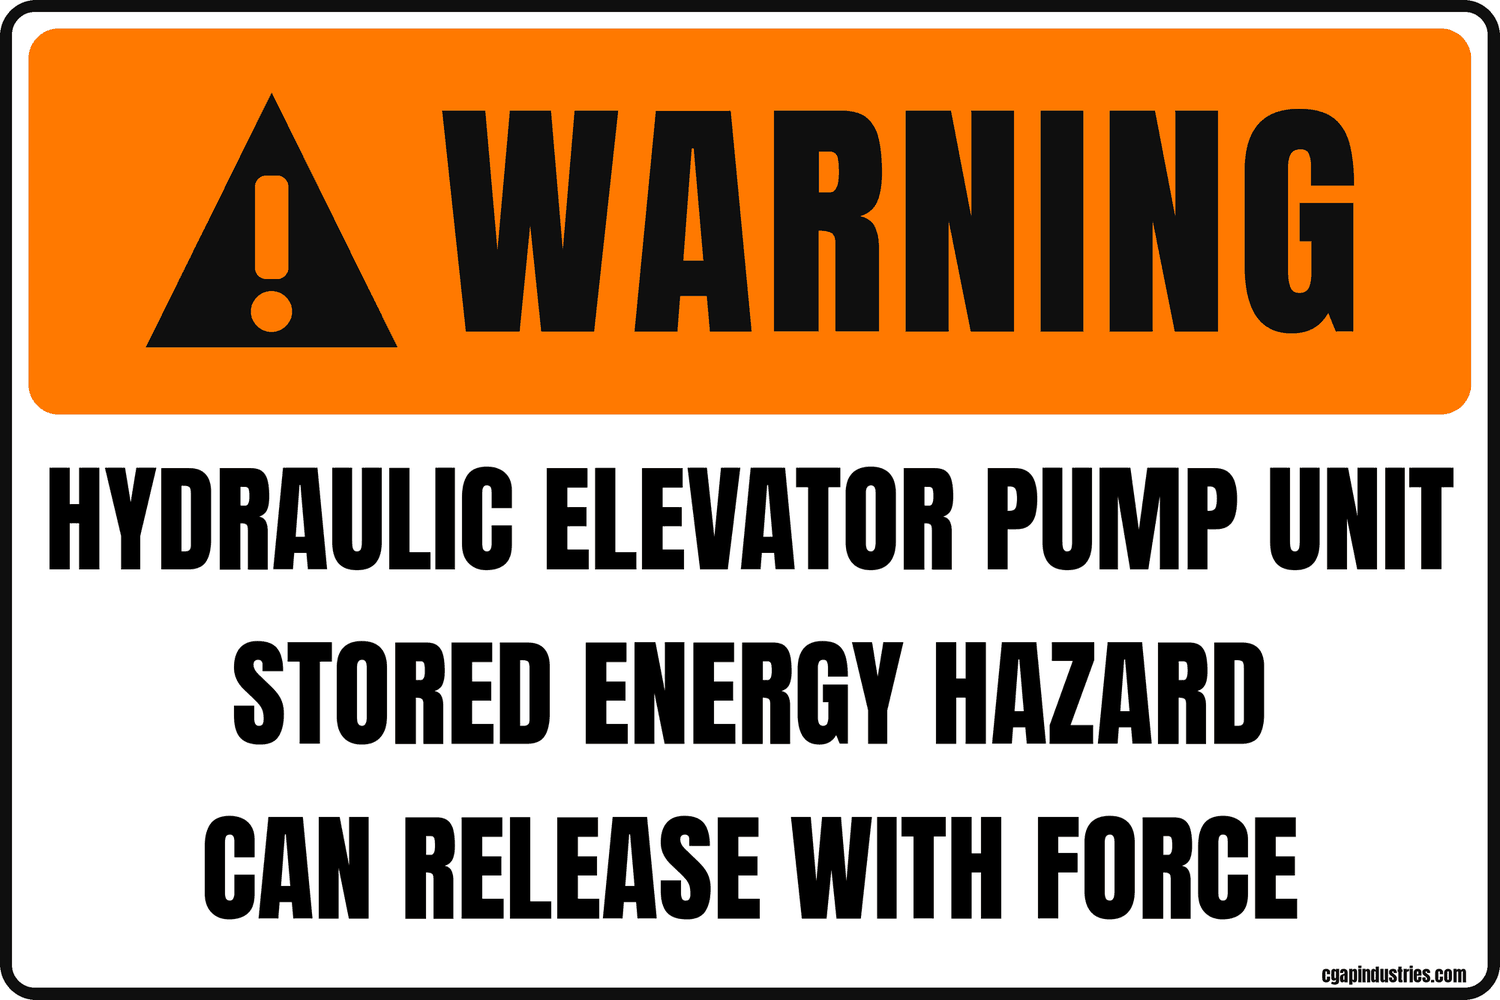 WARNING
HYDRAULIC ELEVATOR PUMP UNIT
STORED ENERGY HAZARD
CAN RELEASE WITH FORCE
cgapindustries.com